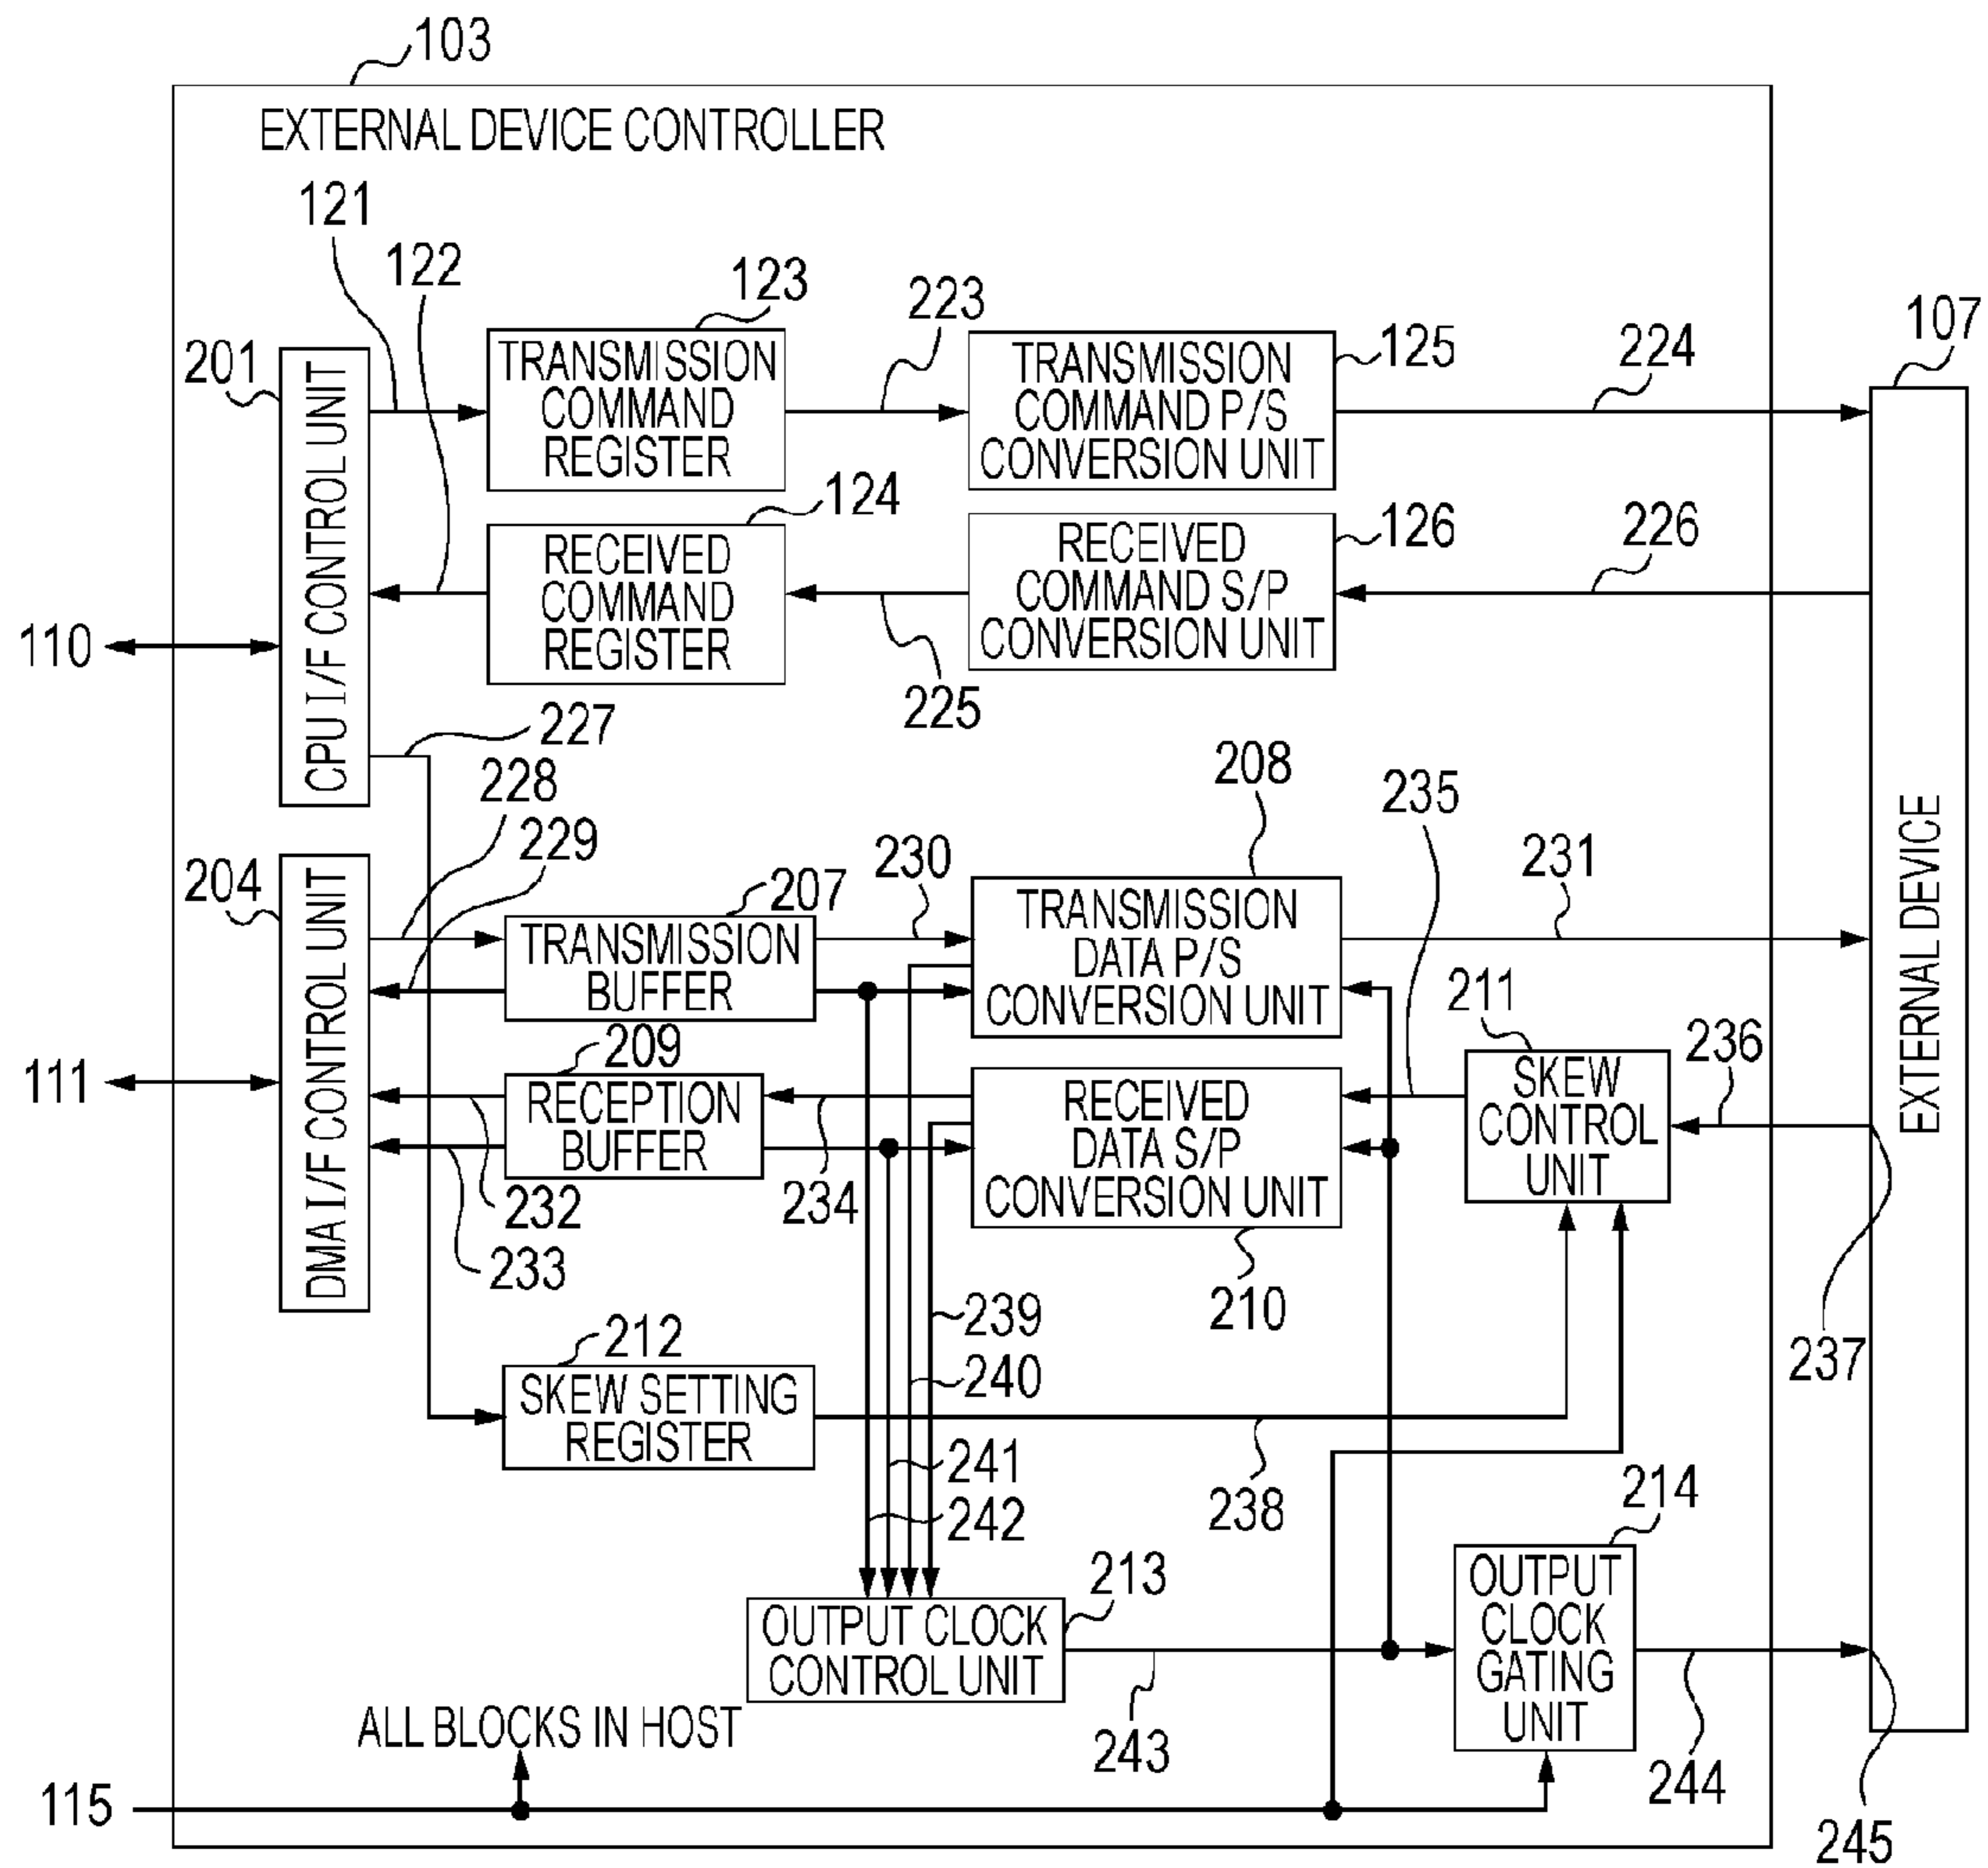 103
EXTERNAL DEVICE CONTROLLER
121
122
123
223
107
201
CPU I/F CONTROL UNIT
TRANSMISSION
COMMAND
REGISTER
TRANSMISSION
COMMAND P/S
CONVERSION UNIT
125
224
124
RECEIVED
COMMAND
REGISTER
RECEIVED
COMMAND S/P
CONVERSION UNIT
126
226
110
225
227
228
229
208
235
EXTERNAL DEVICE
204
DMA I/F CONTROL UNIT
207
230
231
TRANSMISSION
BUFFER
TRANSMISSION
DATA P/S
CONVERSION UNIT
211
236
111
209
RECEPTION
BUFFER
RECEIVED
DATA S/P
CONVERSION UNIT
SKEW
CONTROL
UNIT
232
234
233
239
210
237
212
240
SKEW SETTING
REGISTER
241
242
238
214
213
OUTPUT CLOCK
CONTROL UNIT
OUTPUT
CLOCK
GATING
UNIT
ALL BLOCKS IN HOST
243
244
115
245